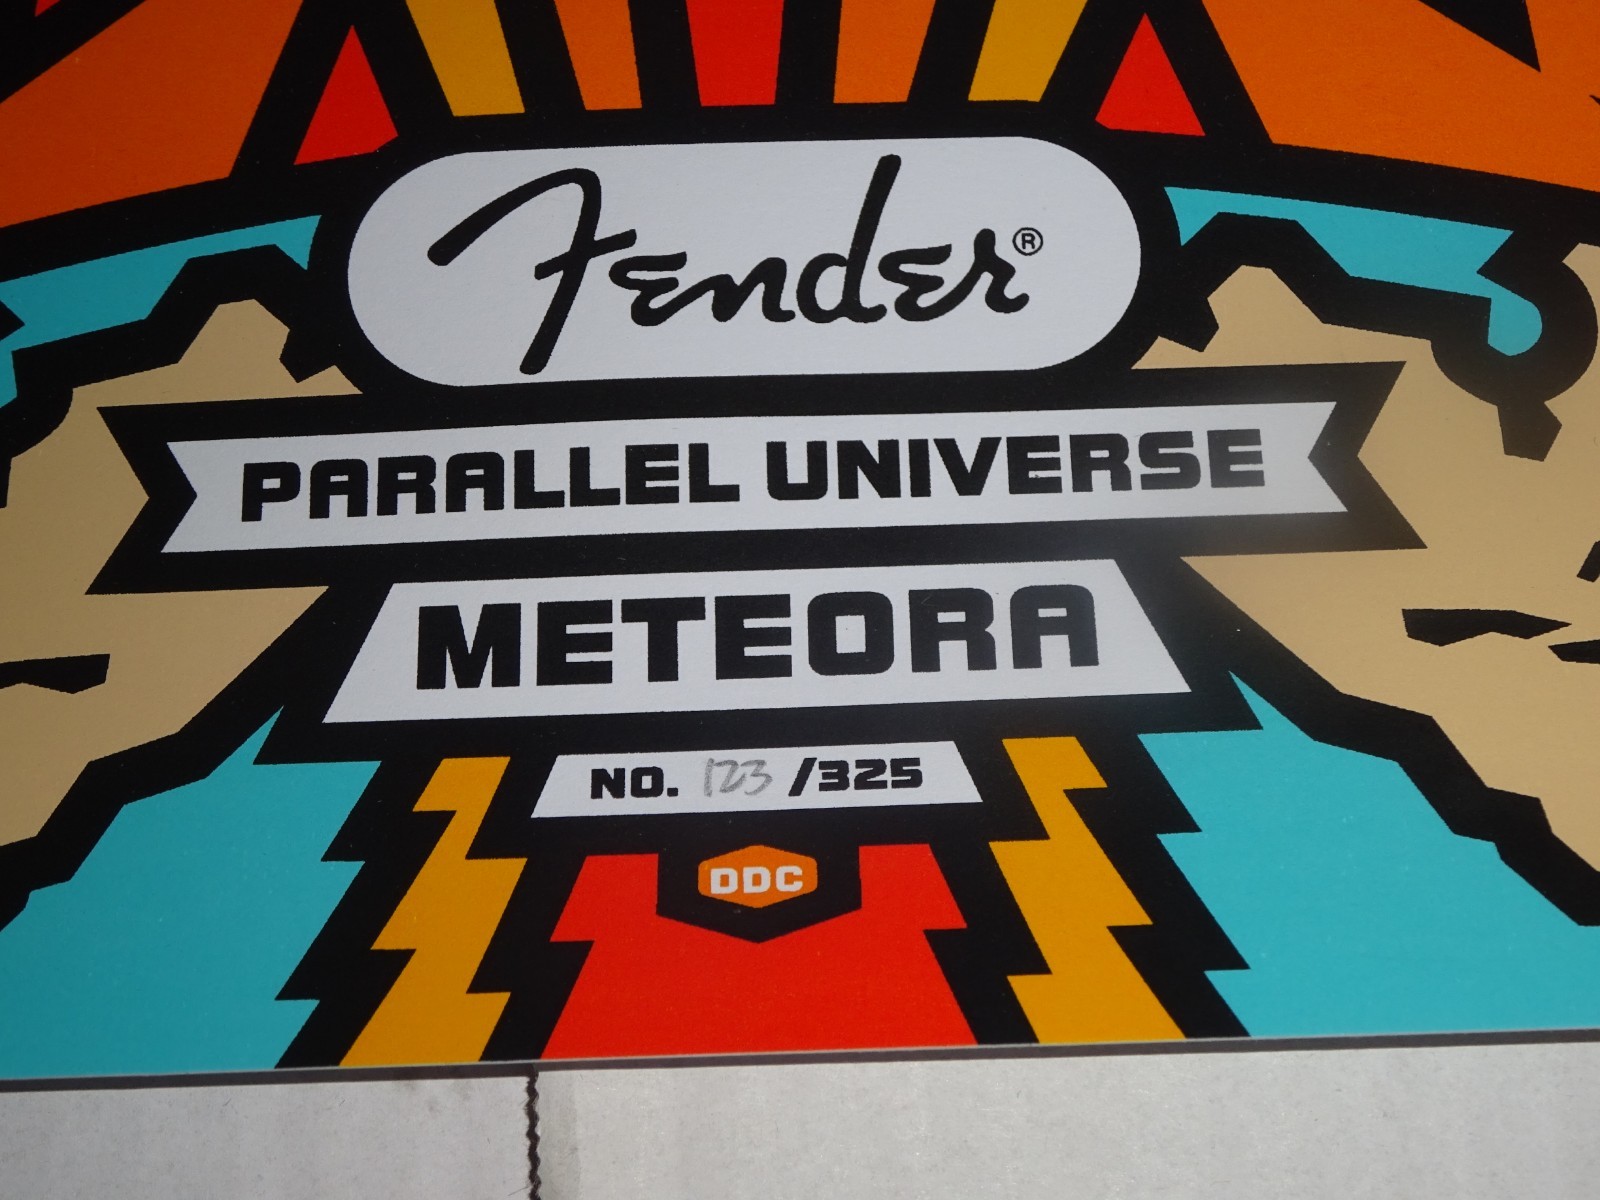 Fender®
PARALLEL UNIVERSE
METEORA
NO. 123 /325
DDC